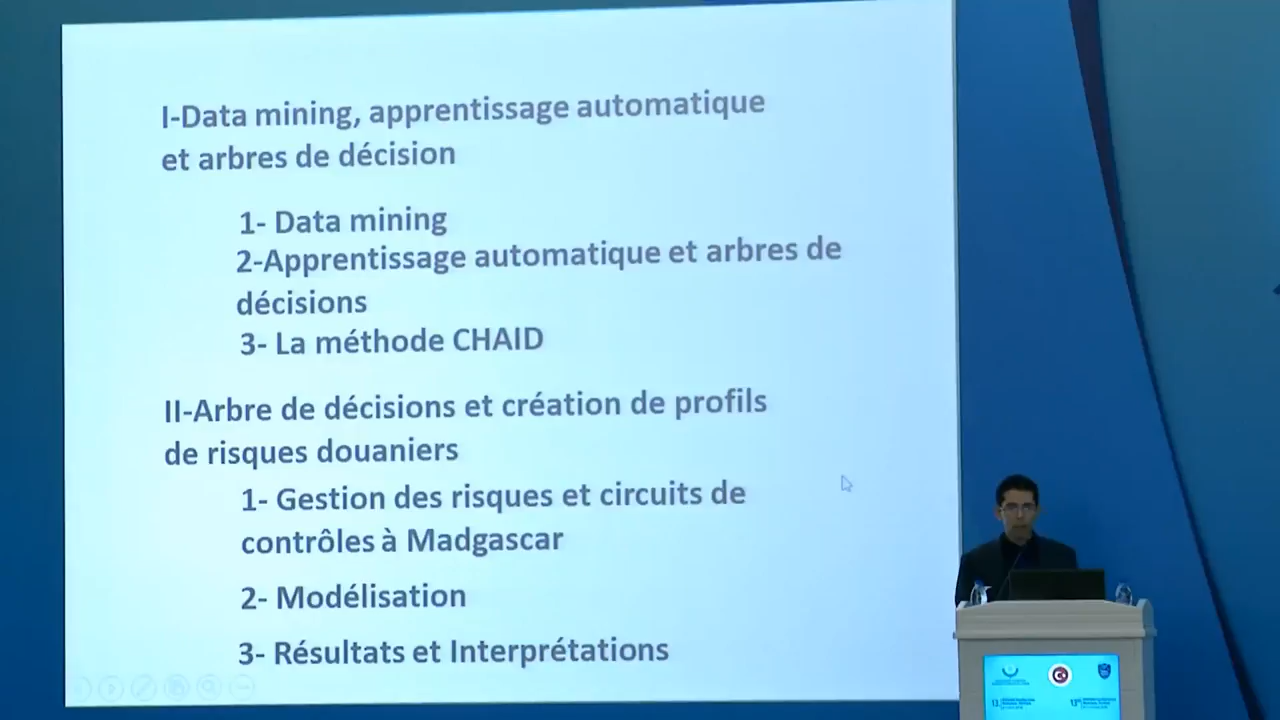 I-Data mining, apprentissage automatique
et arbres de décision
1- Data mining
2-Apprentissage automatique et arbres de
décisions
3- La méthode CHAID
II-Arbre de décisions et création de profils
de risques douaniers
1- Gestion des risques et circuits de
contrôles à Madgascar
2- Modélisation
3- Résultats et Interprétations